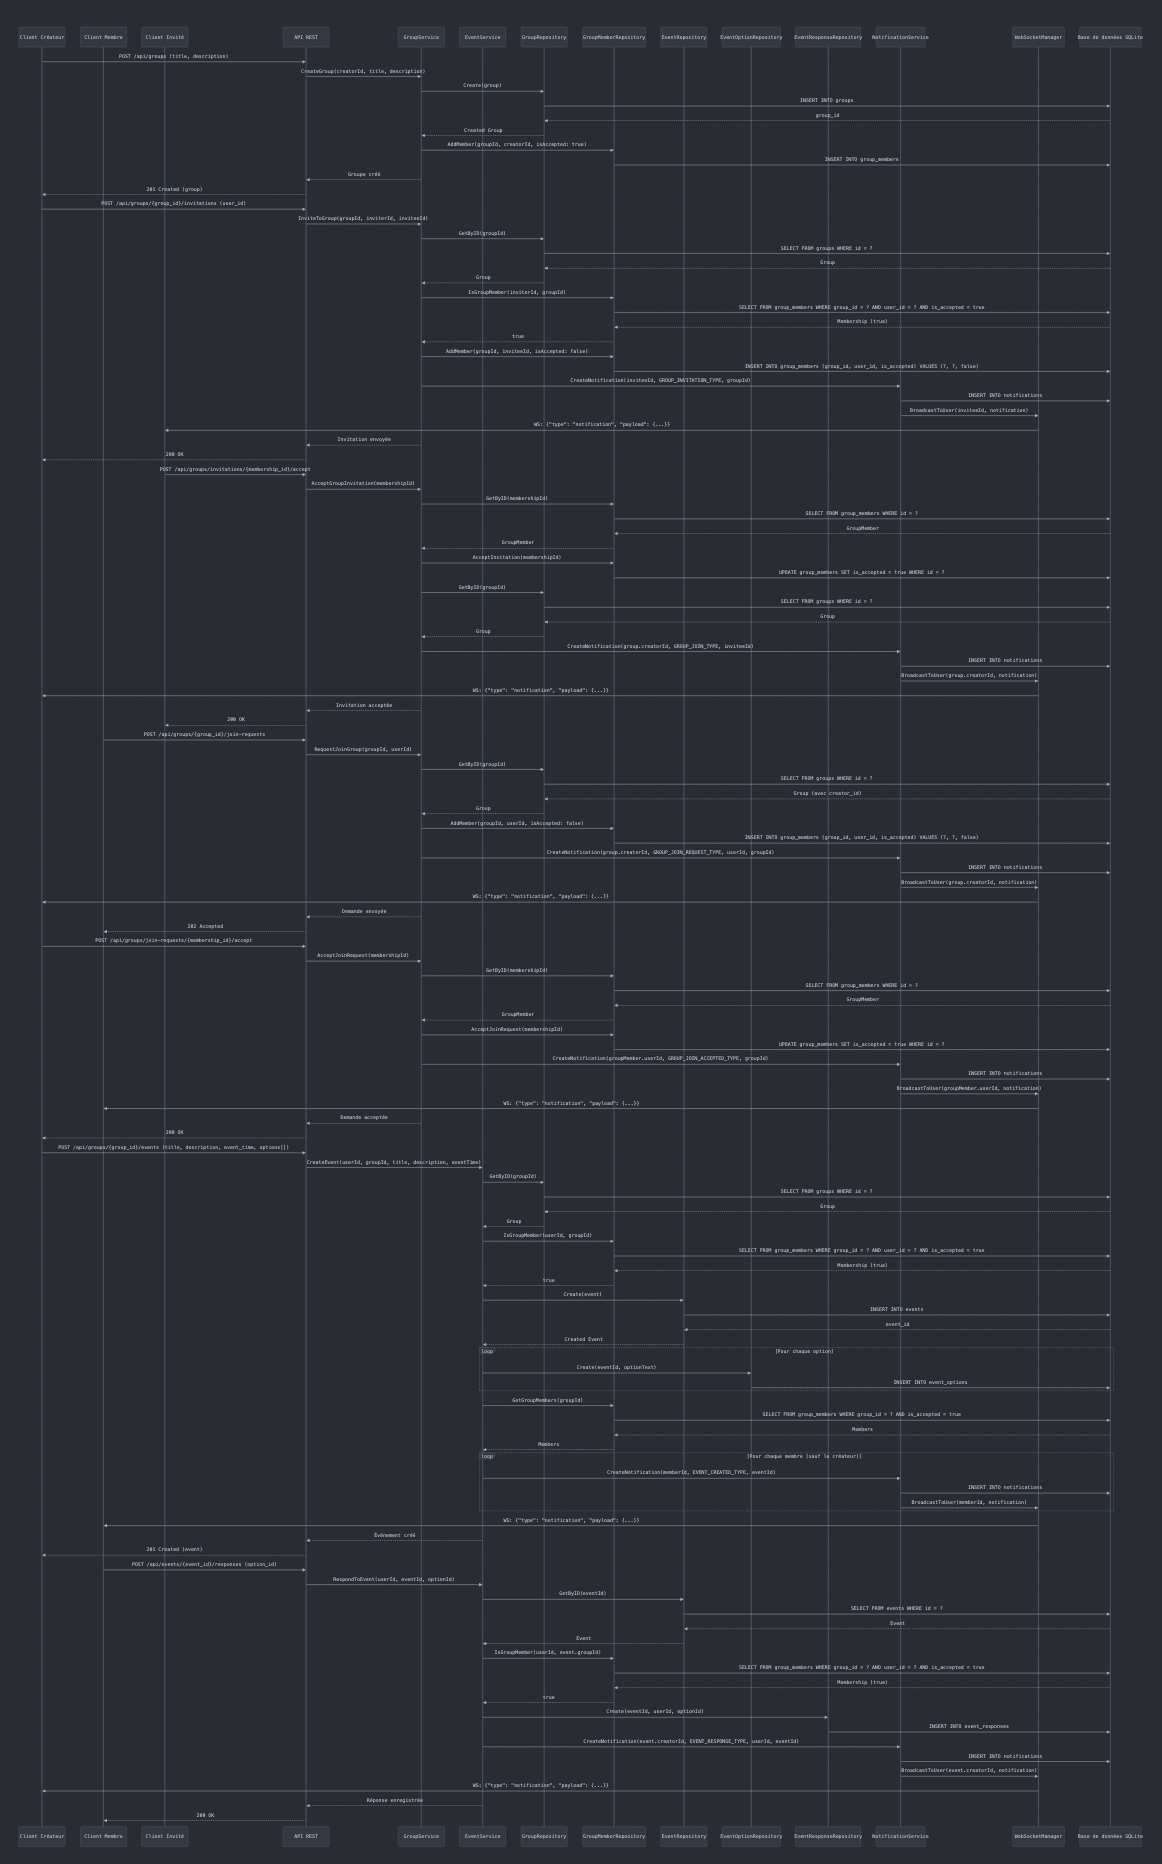 Client Créateur
Client Membre
Client Invité
API REST
GroupService
EventService
GroupRepository
GroupMemberRepository
EventRepository
EventOptionRepository
EventResponseRepository
NotificationService
WebSocketManager
Base de données SQLite
POST /api/groups (title, description)
CreateGroup(creatorId, title, description)
Create(group)
INSERT INTO groups
group_id
Created Group
AddMember(groupId, creatorId, isAccepted: true)
INSERT INTO group_members
Groupe créé
201 Created (group)
POST /api/groups/{group_id}/invitations (user_id)
InviteToGroup(groupId, inviterId, inviteeId)
GetByID(groupId)
SELECT FROM groups WHERE id = ?
Group
Group
IsGroupMember(inviterId, groupId)
SELECT FROM group_members WHERE group_id = ? AND user_id = ? AND is_accepted = true
Membership (true)
true
AddMember(groupId, inviteeId, isAccepted: false)
INSERT INTO group_members (group_id, user_id, is_accepted) VALUES (?, ?, false)
CreateNotification(inviteeId, GROUP_INVITATION_TYPE, groupId)
INSERT INTO notifications
BroadcastToUser(inviteeId, notification)
WS: {"type": "notification", "payload": {...}}
Invitation envoyée
200 OK
POST /api/groups/invitations/{membership_id}/accept
AcceptGroupInvitation(membershipId)
GetByID(membershipId)
SELECT FROM group_members WHERE id = ?
GroupMember
GroupMember
AcceptInvitation(membershipId)
UPDATE group_members SET is_accepted = true WHERE id = ?
GetByID(groupId)
SELECT FROM groups WHERE id = ?
Group
Group
CreateNotification(group.creatorId, GROUP_JOIN_TYPE, inviteeId)
INSERT INTO notifications
BroadcastToUser(group.creatorId, notification)
WS: {"type": "notification", "payload": {...}}
Invitation acceptée
200 OK
POST /api/groups/{group_id}/join-requests
RequestJoinGroup(groupId, userId)
GetByID(groupId)
SELECT FROM groups WHERE id = ?
Group (avec creator_id)
Group
AddMember(groupId, userId, isAccepted: false)
INSERT INTO group_members (group_id, user_id, is_accepted) VALUES (?, ?, false)
CreateNotification(group.creatorId, GROUP_JOIN_REQUEST_TYPE, userId, groupId)
INSERT INTO notifications
BroadcastToUser(group.creatorId, notification)
WS: {"type": "notification", "payload": {...}}
Demande envoyée
202 Accepted
POST /api/groups/join-requests/{membership_id}/accept
AcceptJoinRequest(membershipId)
GetByID(membershipId)
SELECT FROM group_members WHERE id = ?
GroupMember
GroupMember
AcceptJoinRequest(membershipId)
UPDATE group_members SET is_accepted = true WHERE id = ?
CreateNotification(groupMember.userId, GROUP_JOIN_ACCEPTED_TYPE, groupId)
INSERT INTO notifications
BroadcastToUser(groupMember.userId, notification)
WS: {"type": "notification", "payload": {...}}
Demande acceptée
200 OK
POST /api/groups/{group_id}/events (title, description, event_time, options[])
CreateEvent(userId, groupId, title, description, eventTime)
GetByID(groupId)
SELECT FROM groups WHERE id = ?
Group
Group
IsGroupMember(userId, groupId)
SELECT FROM group_members WHERE group_id = ? AND user_id = ? AND is_accepted = true
Membership (true)
true
Create(event)
INSERT INTO events
event_id
Created Event
loop
[Pour chaque option]
Create(eventId, optionText)
INSERT INTO event_options
GetGroupMembers(groupId)
SELECT FROM group_members WHERE group_id = ? AND is_accepted = true
Members
Members
loop
[Pour chaque membre (sauf le créateur)]
CreateNotification(memberId, EVENT_CREATED_TYPE, eventId)
INSERT INTO notifications
BroadcastToUser(memberId, notification)
WS: {"type": "notification", "payload": {...}}
Événement créé
201 Created (event)
POST /api/events/{event_id}/responses (option_id)
RespondToEvent(userId, eventId, optionId)
GetByID(eventId)
SELECT FROM events WHERE id = ?
Event
Event
IsGroupMember(userId, event.groupId)
SELECT FROM group_members WHERE group_id = ? AND user_id = ? AND is_accepted = true
Membership (true)
true
Create(eventId, userId, optionId)
INSERT INTO event_responses
CreateNotification(event.creatorId, EVENT_RESPONSE_TYPE, userId, eventId)
INSERT INTO notifications
BroadcastToUser(event.creatorId, notification)
WS: {"type": "notification", "payload": {...}}
Réponse enregistrée
200 OK
Client Créateur
Client Membre
Client Invité
API REST
GroupService
EventService
GroupRepository
GroupMemberRepository
EventRepository
EventOptionRepository
EventResponseRepository
NotificationService
WebSocketManager
Base de données SQLite